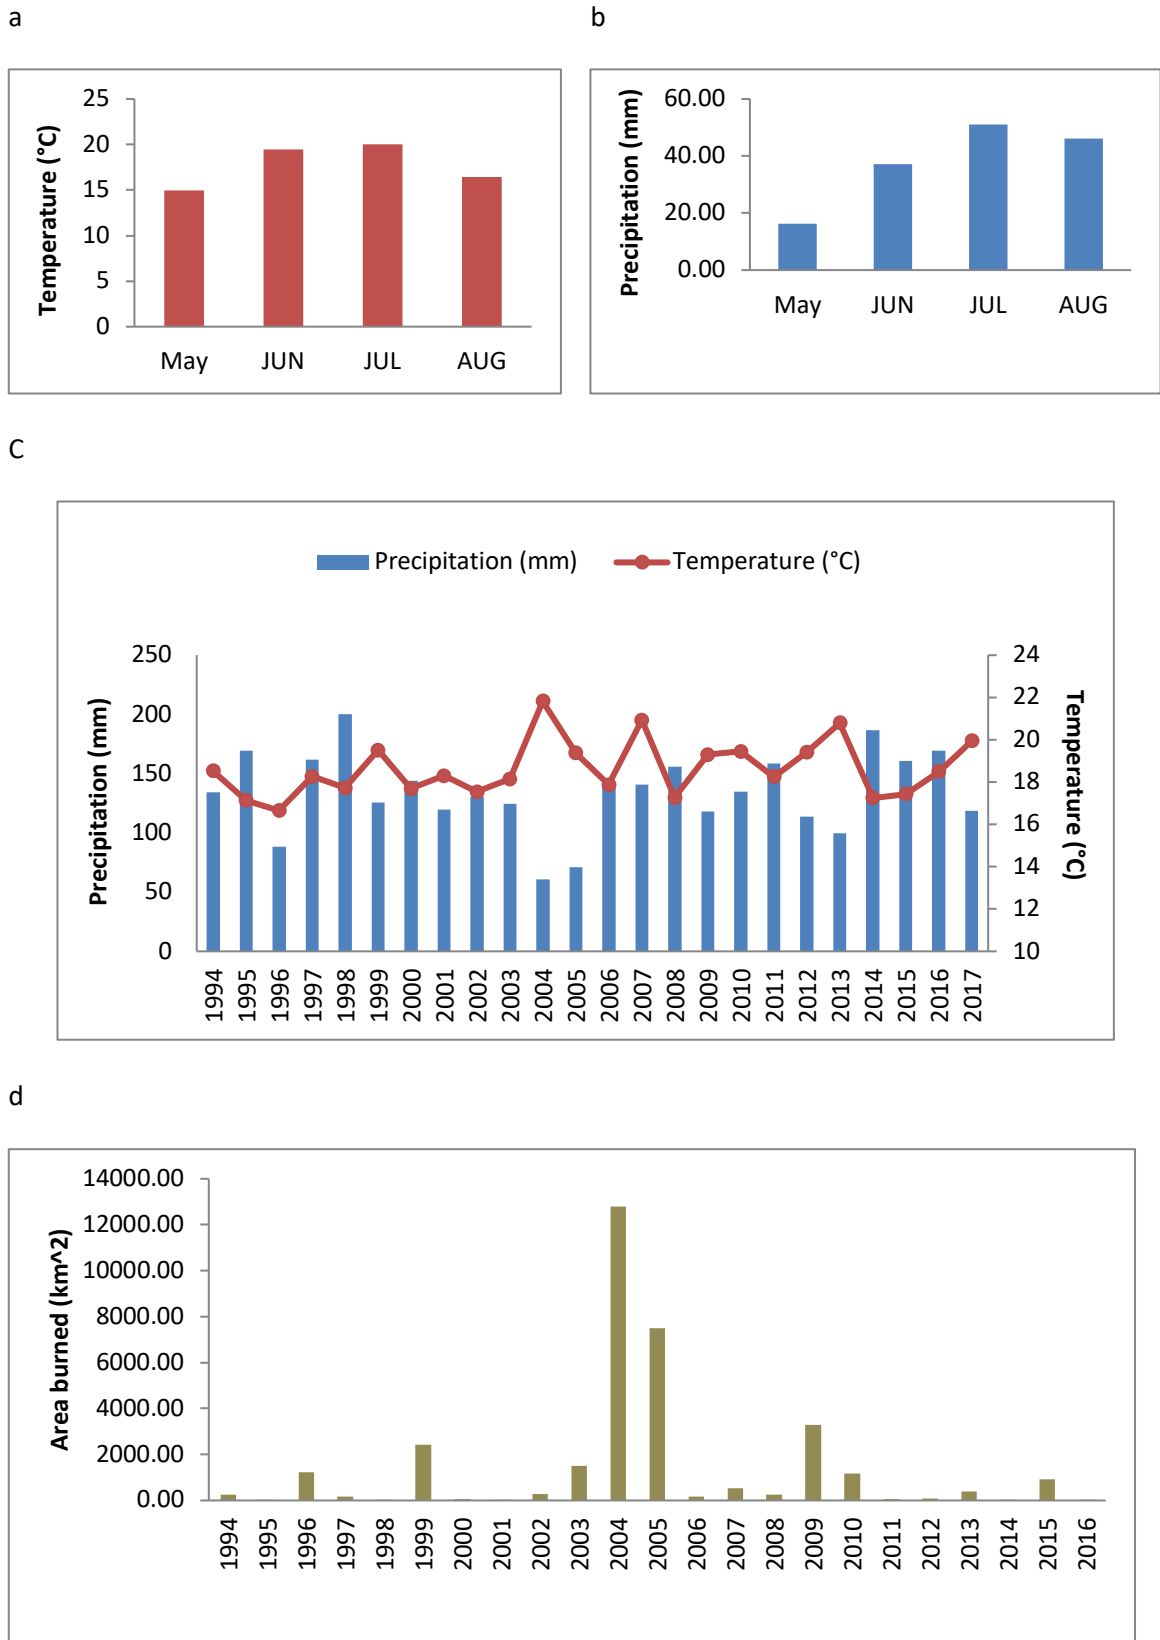 a
b
Temperature (°C)
25
20
15
10
5
0
May JUN JUL AUG
Precipitation (mm)
60.00
40.00
20.00
0.00
May JUN JUL AUG
C
Precipitation (mm) Temperature (°C)
Precipitation (mm)
250
200
150
100
50
0
24
22
20
18
16
14
12
10
Temperature (°C)
1994 1995 1996 1997 1998 1999 2000 2001 2002 2003 2004 2005 2006 2007 2008 2009 2010 2011 2012 2013 2014 2015 2016 2017
d
Area burned (km^2)
14000.00
12000.00
10000.00
8000.00
6000.00
4000.00
2000.00
0.00
1994 1995 1996 1997 1998 1999 2000 2001 2002 2003 2004 2005 2006 2007 2008 2009 2010 2011 2012 2013 2014 2015 2016